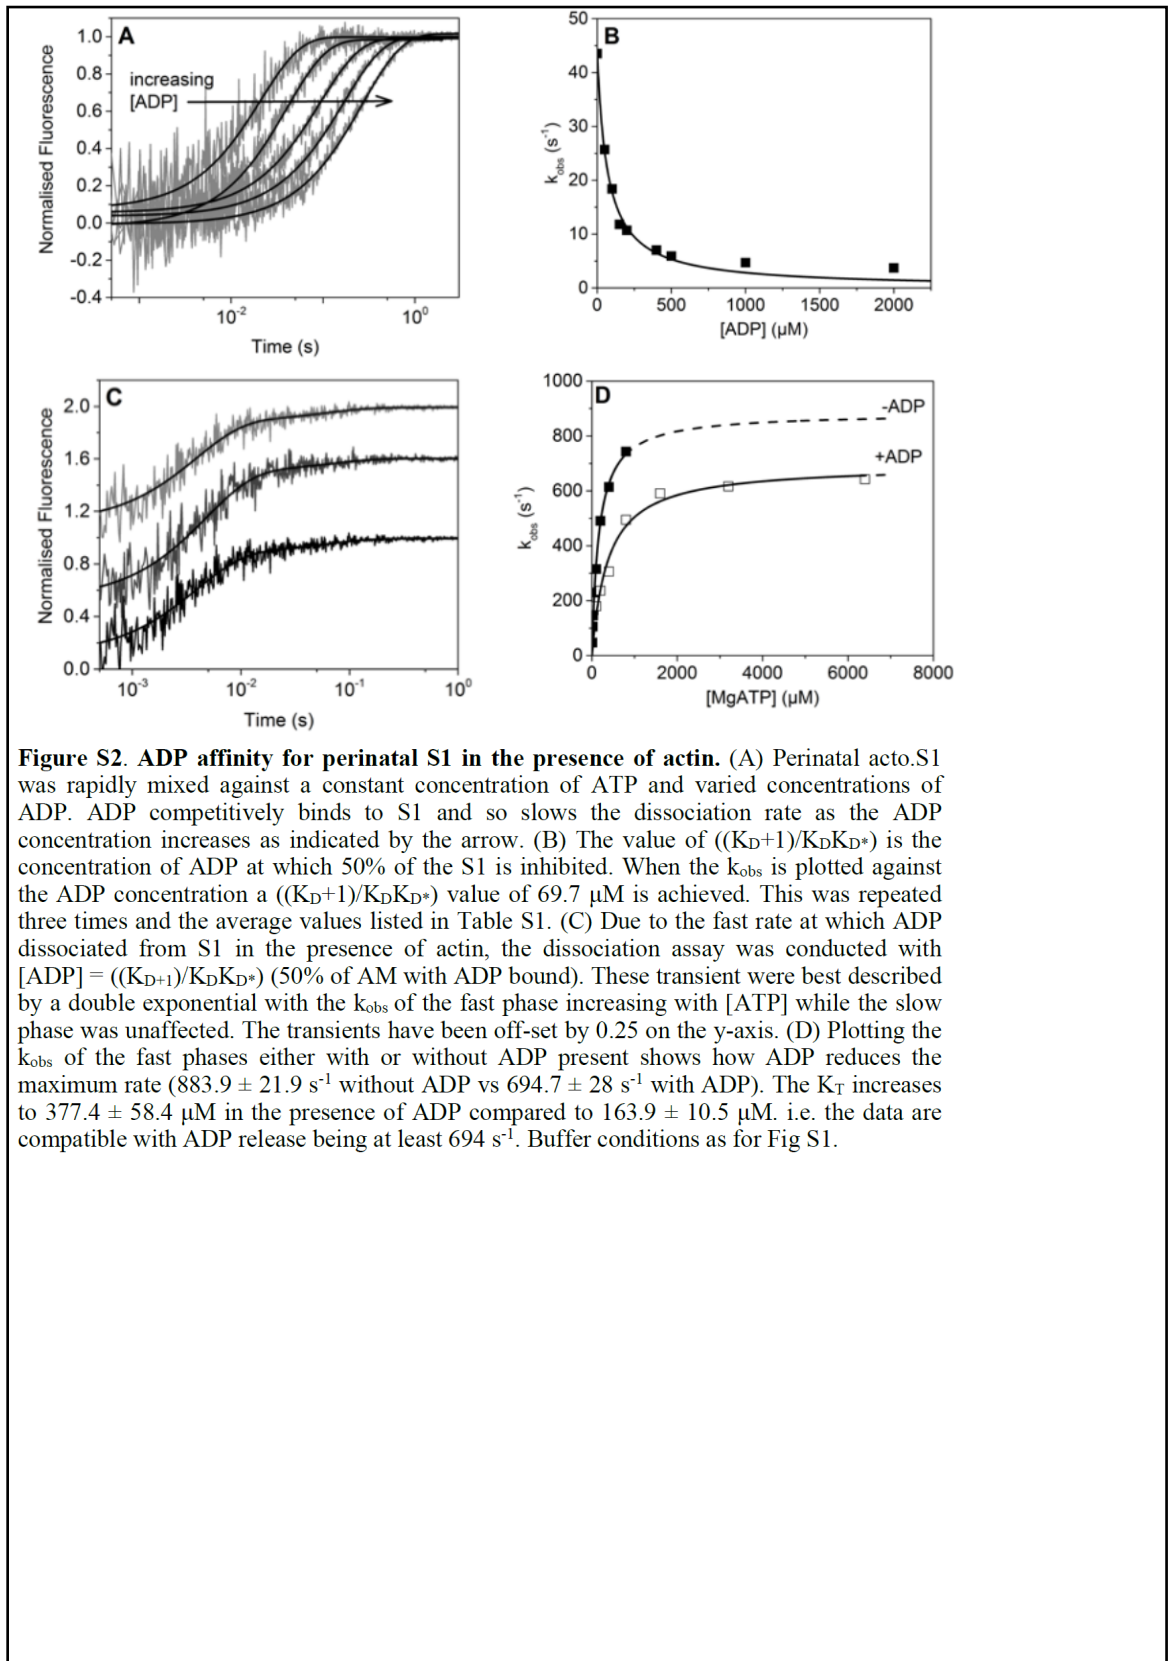 A
increasing
[ADP]
Normalised Fluorescence
1.0
0.8
0.6
0.4
0.2
0.0
-0.2
-0.4
10⁻²
10⁰
Time (s)
B
k_obs (s⁻¹)
50
40
30
20
10
0
0
500
1000
1500
2000
[ADP] (µM)
C
Normalised Fluorescence
2.0
1.6
1.2
0.8
0.4
0.0
10⁻³
10⁻²
10⁻¹
10⁰
Time (s)
D
-ADP
+ADP
k_obs (s⁻¹)
1000
800
600
400
200
0
0
2000
4000
6000
8000
[MgATP] (µM)
Figure S2. ADP affinity for perinatal S1 in the presence of actin. (A) Perinatal acto.S1
was rapidly mixed against a constant concentration of ATP and varied concentrations of
ADP. ADP competitively binds to S1 and so slows the dissociation rate as the ADP
concentration increases as indicated by the arrow. (B) The value of ((K_D+1)/K_DK_D*) is the
concentration of ADP at which 50% of the S1 is inhibited. When the k_obs is plotted against
the ADP concentration a ((K_D+1)/K_DK_D*) value of 69.7 µM is achieved. This was repeated
three times and the average values listed in Table S1. (C) Due to the fast rate at which ADP
dissociated from S1 in the presence of actin, the dissociation assay was conducted with
[ADP] = ((K_D+1)/K_DK_D*) (50% of AM with ADP bound). These transient were best described
by a double exponential with the k_obs of the fast phase increasing with [ATP] while the slow
phase was unaffected. The transients have been off-set by 0.25 on the y-axis. (D) Plotting the
k_obs of the fast phases either with or without ADP present shows how ADP reduces the
maximum rate (883.9 ± 21.9 s⁻¹ without ADP vs 694.7 ± 28 s⁻¹ with ADP). The K_T increases
to 377.4 ± 58.4 µM in the presence of ADP compared to 163.9 ± 10.5 µM. i.e. the data are
compatible with ADP release being at least 694 s⁻¹. Buffer conditions as for Fig S1.